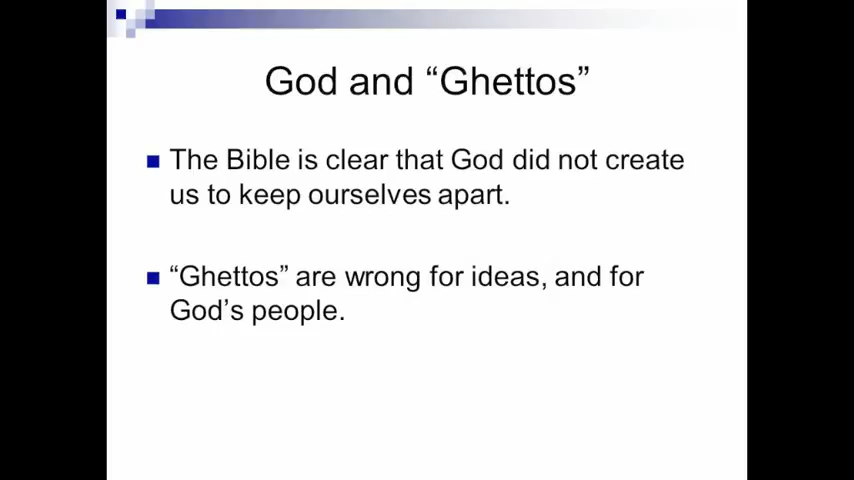 God and “Ghettos”
The Bible is clear that God did not create
us to keep ourselves apart.
“Ghettos” are wrong for ideas, and for
God’s people.